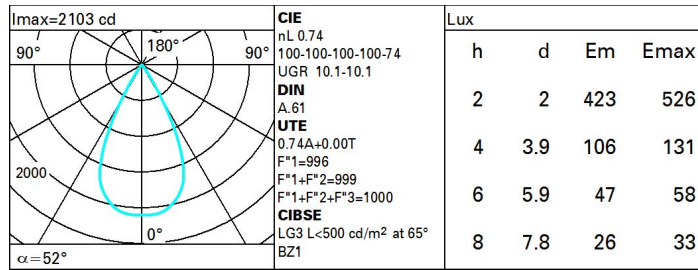 Imax=2103 cd
90° 180° 90°
2000
0°
α=52°
CIE
nL 0.74
100-100-100-100-74
UGR 10.1-10.1
DIN
A.61
UTE
0.74A+0.00T
F"1=996
F"1+F"2=999
F"1+F"2+F"3=1000
CIBSE
LG3 L<500 cd/m² at 65°
BZ1
Lux
h d Em Emax
2 2 423 526
4 3.9 106 131
6 5.9 47 58
8 7.8 26 33